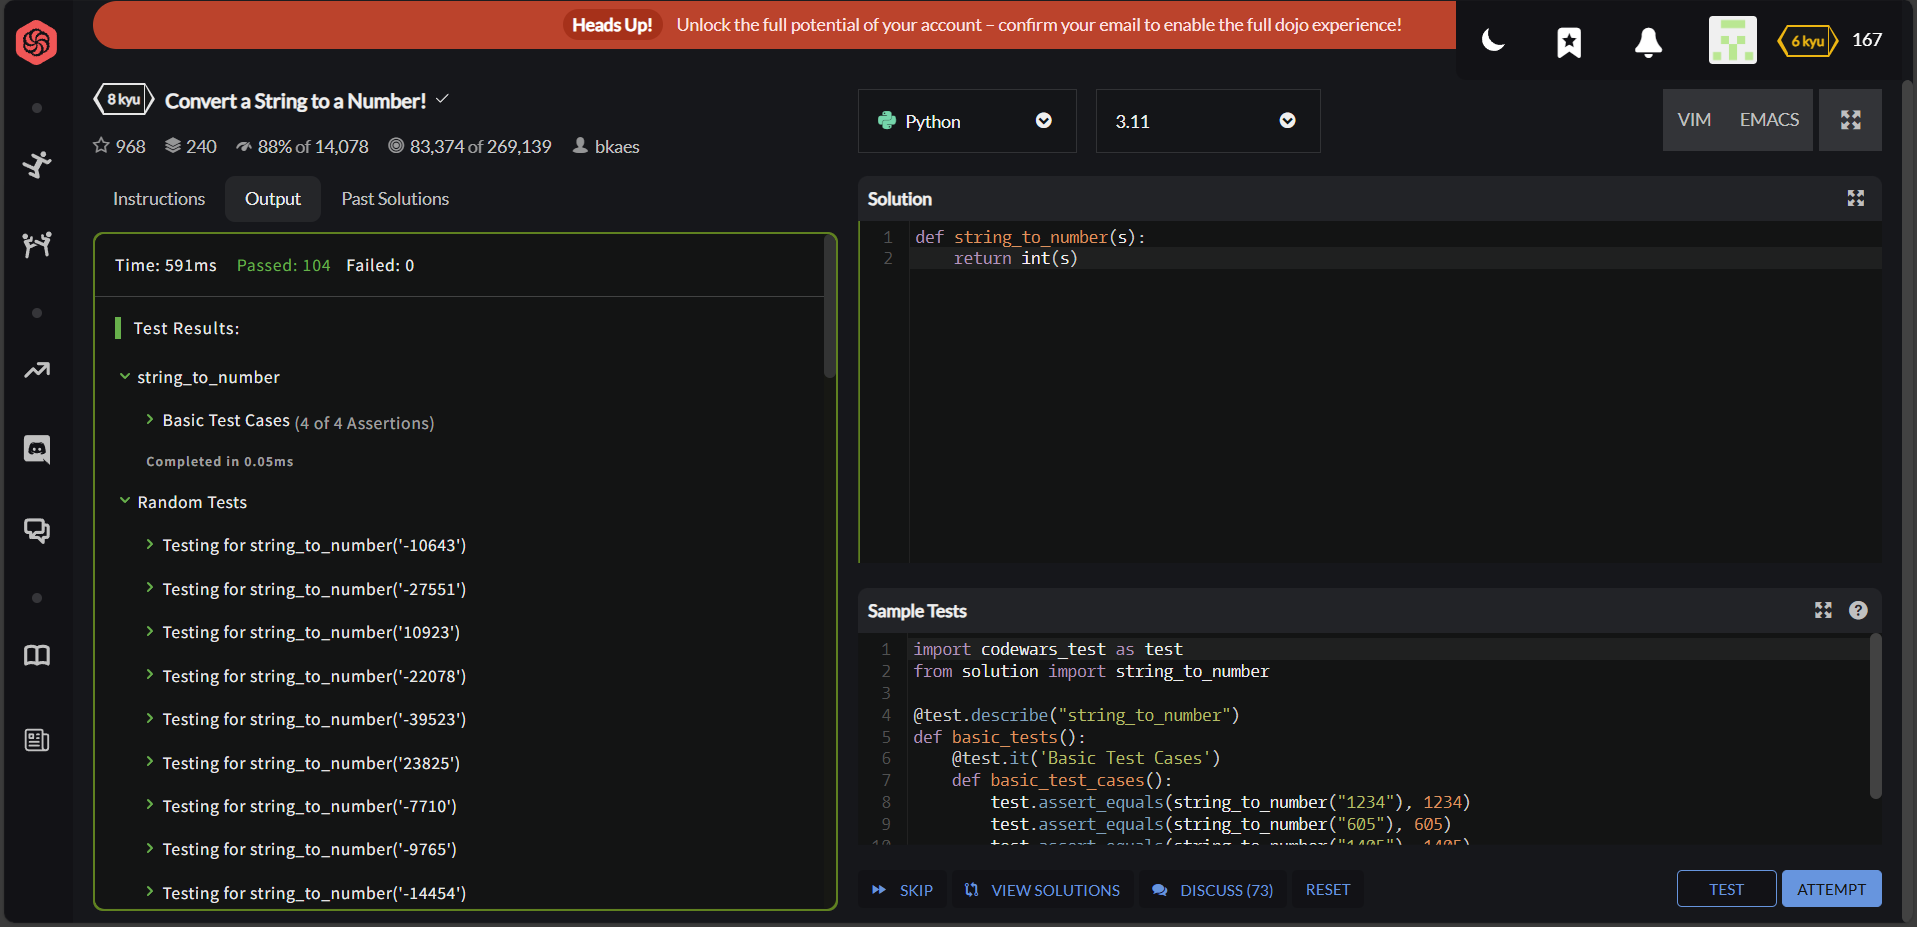 Heads Up! Unlock the full potential of your account – confirm your email to enable the full dojo experience!
6 kyu 167
8 kyu Convert a String to a Number!
968 240 88% of 14,078 83,374 of 269,139 bkaes
Instructions Output Past Solutions
Time: 591ms Passed: 104 Failed: 0
Test Results:
string_to_number
Basic Test Cases (4 of 4 Assertions)
Completed in 0.05ms
Random Tests
Testing for string_to_number('-10643')
Testing for string_to_number('-27551')
Testing for string_to_number('10923')
Testing for string_to_number('-22078')
Testing for string_to_number('-39523')
Testing for string_to_number('23825')
Testing for string_to_number('-7710')
Testing for string_to_number('-9765')
Testing for string_to_number('-14454')
Python 3.11 VIM EMACS
Solution
1 def string_to_number(s):
2     return int(s)
Sample Tests
1 import codewars_test as test
2 from solution import string_to_number
3
4 @test.describe("string_to_number")
5 def basic_tests():
6     @test.it('Basic Test Cases')
7     def basic_test_cases():
8         test.assert_equals(string_to_number("1234"), 1234)
9         test.assert_equals(string_to_number("605"), 605)
10         test.assert_equals(string_to_number("1405"), 1405)
SKIP VIEW SOLUTIONS DISCUSS (73) RESET TEST ATTEMPT